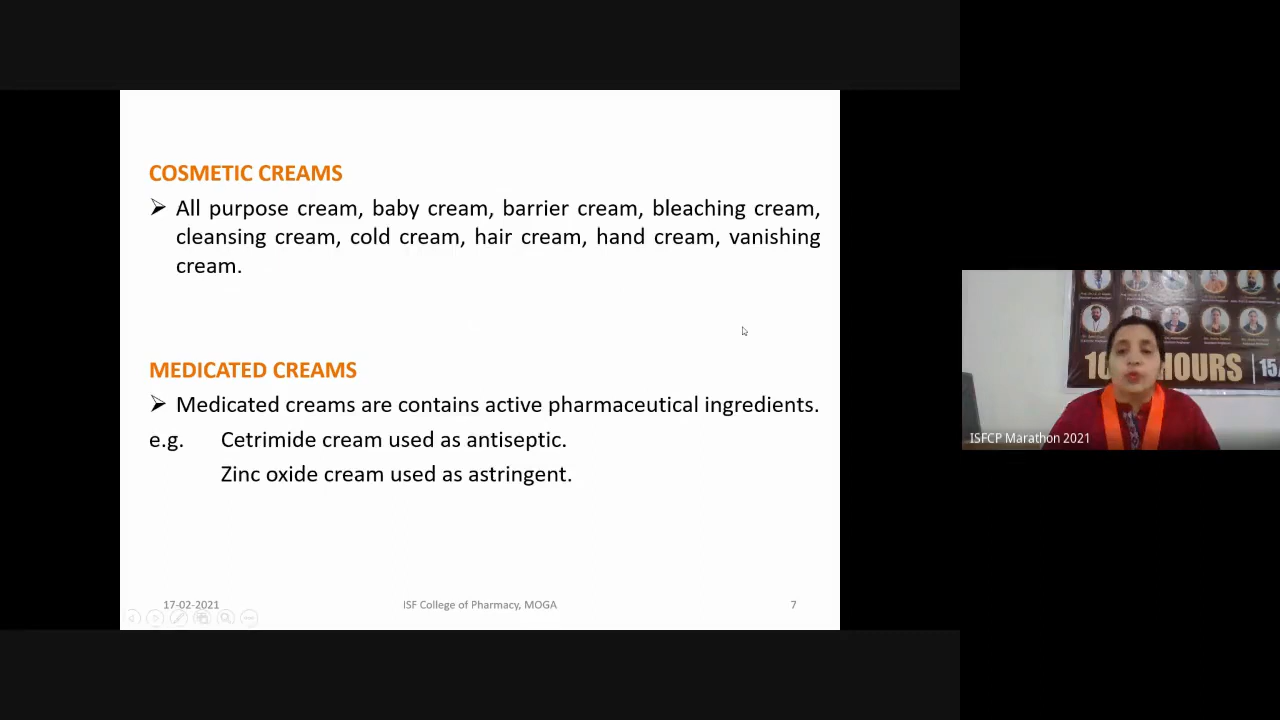 COSMETIC CREAMS
➢ All purpose cream, baby cream, barrier cream, bleaching cream,
cleansing cream, cold cream, hair cream, hand cream, vanishing
cream.
MEDICATED CREAMS
➢ Medicated creams are contains active pharmaceutical ingredients.
e.g. Cetrimide cream used as antiseptic.
Zinc oxide cream used as astringent.
17-02-2021 ISF College of Pharmacy, MOGA 7
HOURS 15
ISFCP Marathon 2021